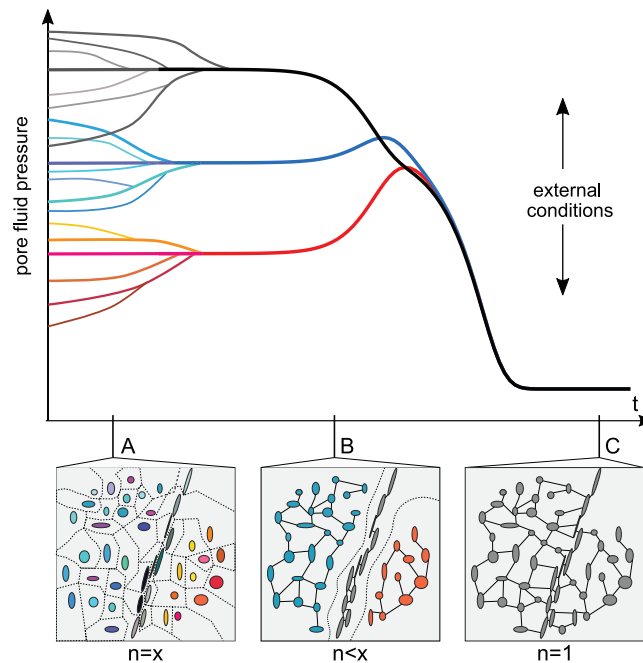 pore fluid pressure
external
conditions
t
A
B
C
n=x
n<x
n=1